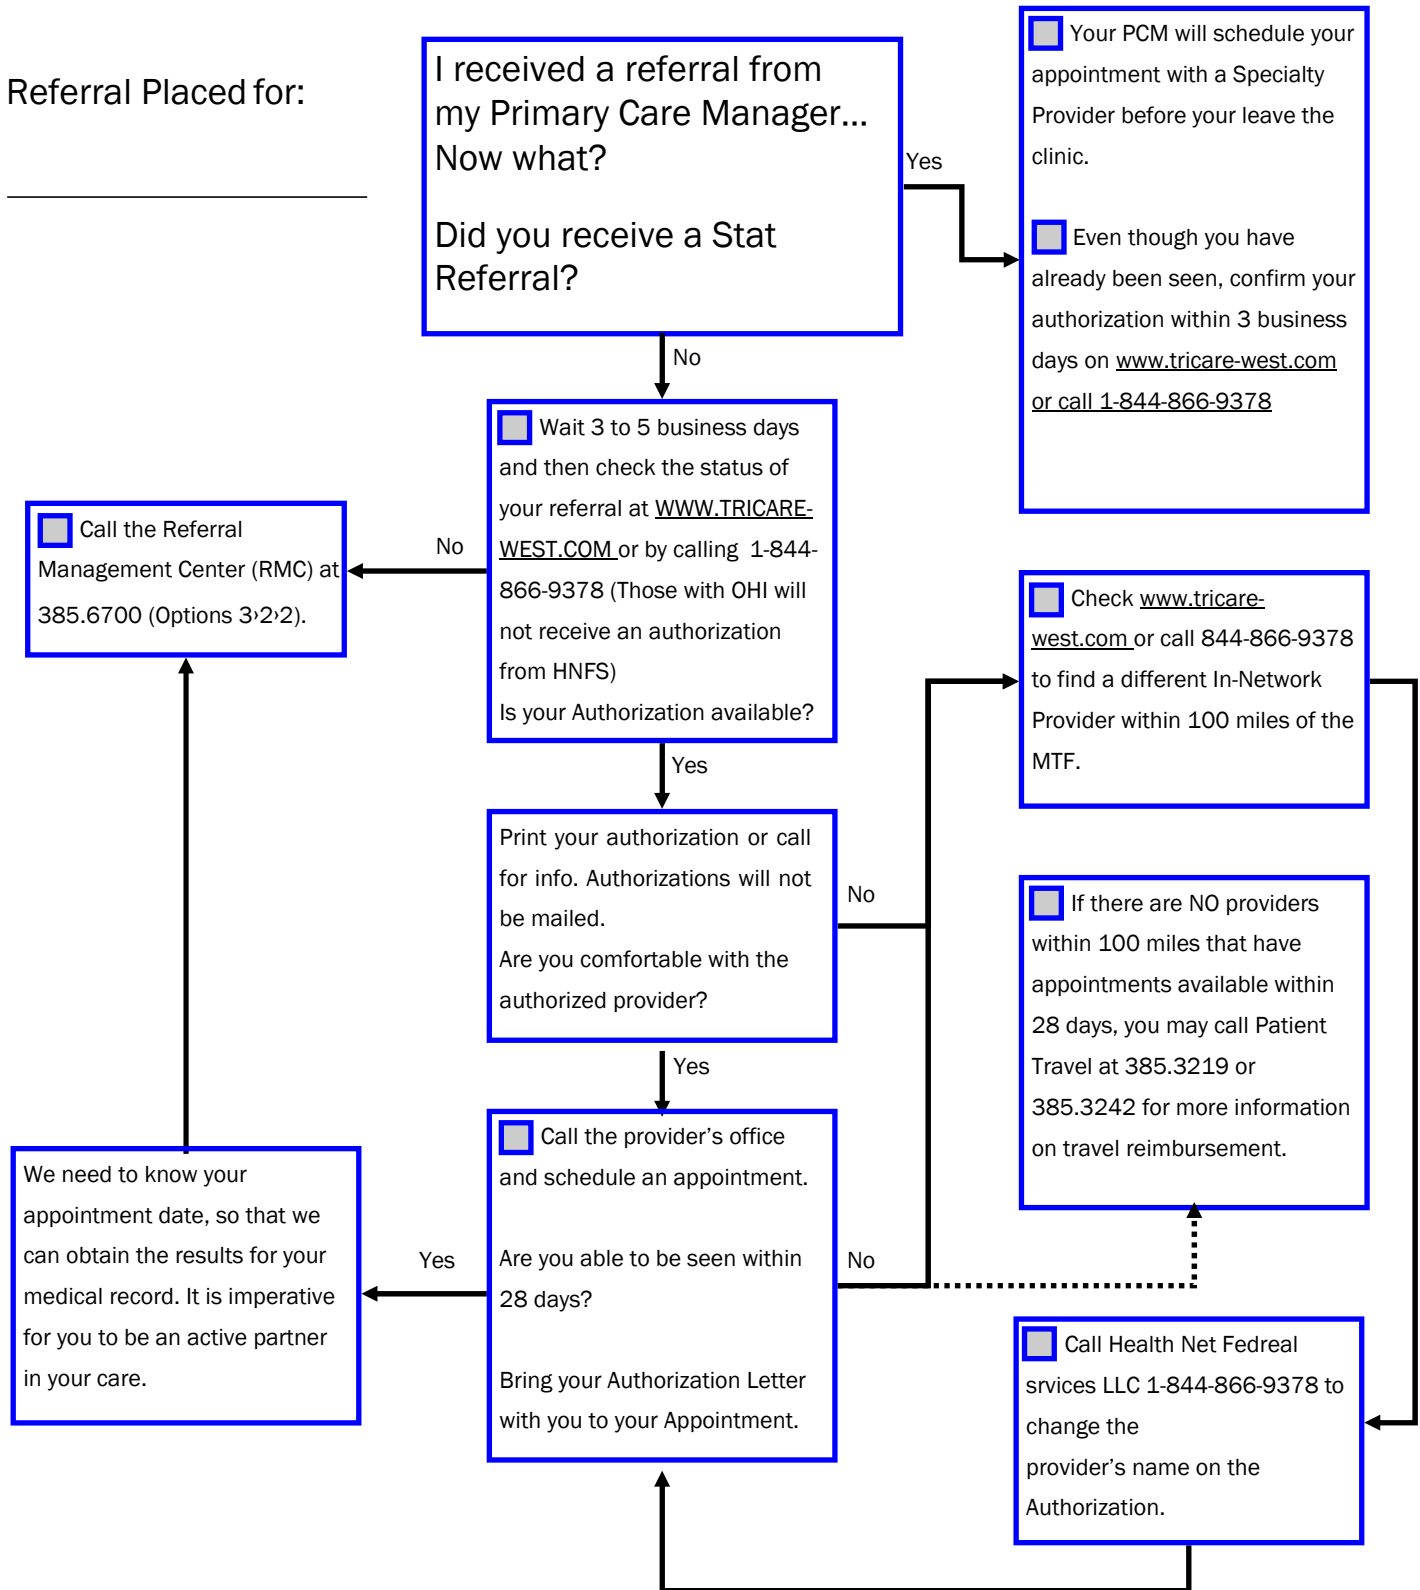 Referral Placed for:
I received a referral from
my Primary Care Manager...
Now what?
Did you receive a Stat
Referral?
Yes
Your PCM will schedule your
appointment with a Specialty
Provider before your leave the
clinic.
Even though you have
already been seen, confirm your
authorization within 3 business
days on www.tricare-west.com
or call 1-844-866-9378
No
Wait 3 to 5 business days
and then check the status of
your referral at WWW.TRICARE-
WEST.COM or by calling 1-844-
866-9378 (Those with OHI will
not receive an authorization
from HNFS)
Is your Authorization available?
No
Call the Referral
Management Center (RMC) at
385.6700 (Options 3›2›2).
Yes
Print your authorization or call
for info. Authorizations will not
be mailed.
Are you comfortable with the
authorized provider?
No
Check www.tricare-
west.com or call 844-866-9378
to find a different In-Network
Provider within 100 miles of the
MTF.
If there are NO providers
within 100 miles that have
appointments available within
28 days, you may call Patient
Travel at 385.3219 or
385.3242 for more information
on travel reimbursement.
Yes
Call the provider’s office
and schedule an appointment.
Are you able to be seen within
28 days?
Bring your Authorization Letter
with you to your Appointment.
Yes
No
We need to know your
appointment date, so that we
can obtain the results for your
medical record. It is imperative
for you to be an active partner
in your care.
Call Health Net Fedreal
srvices LLC 1-844-866-9378 to
change the
provider’s name on the
Authorization.